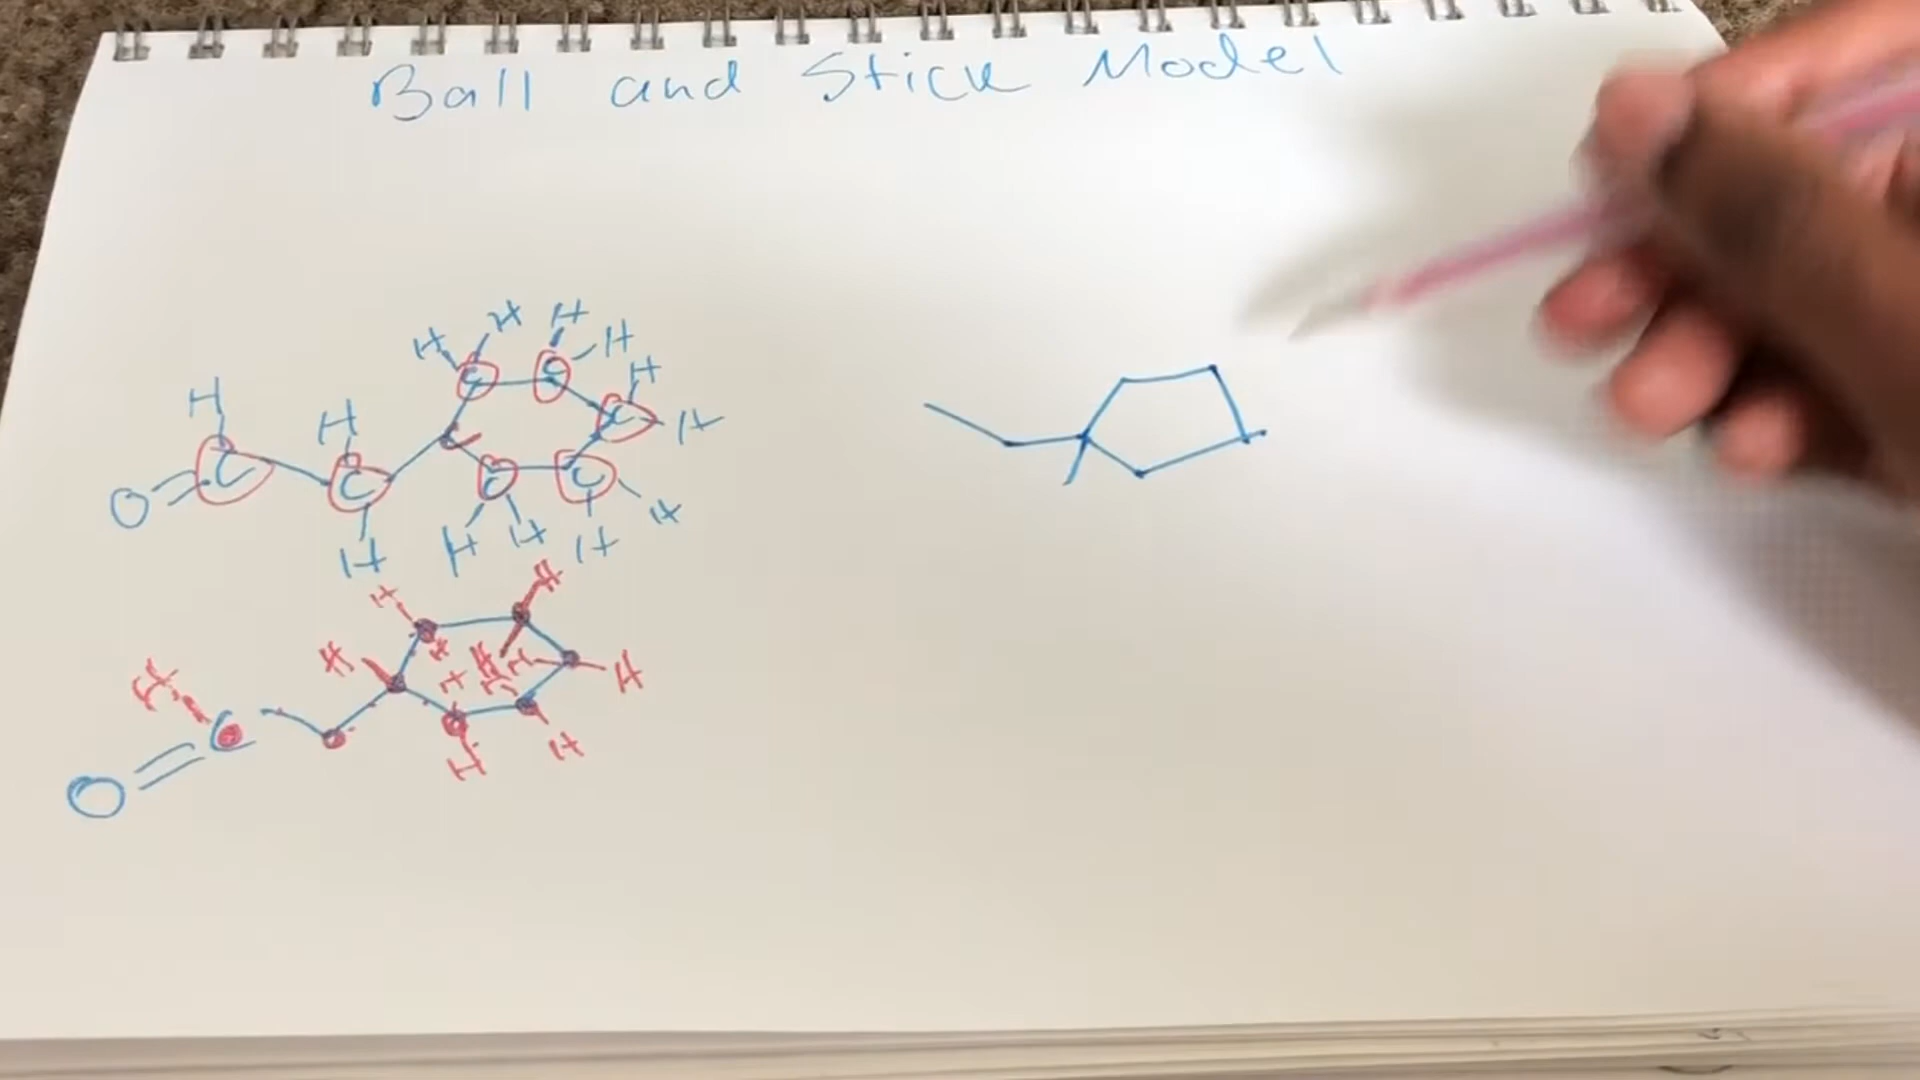 Ball and Stick Model
H H H H
H H C C H
C C C C H
O C C H
H H H H
H H
H H H H H H
C H H
O